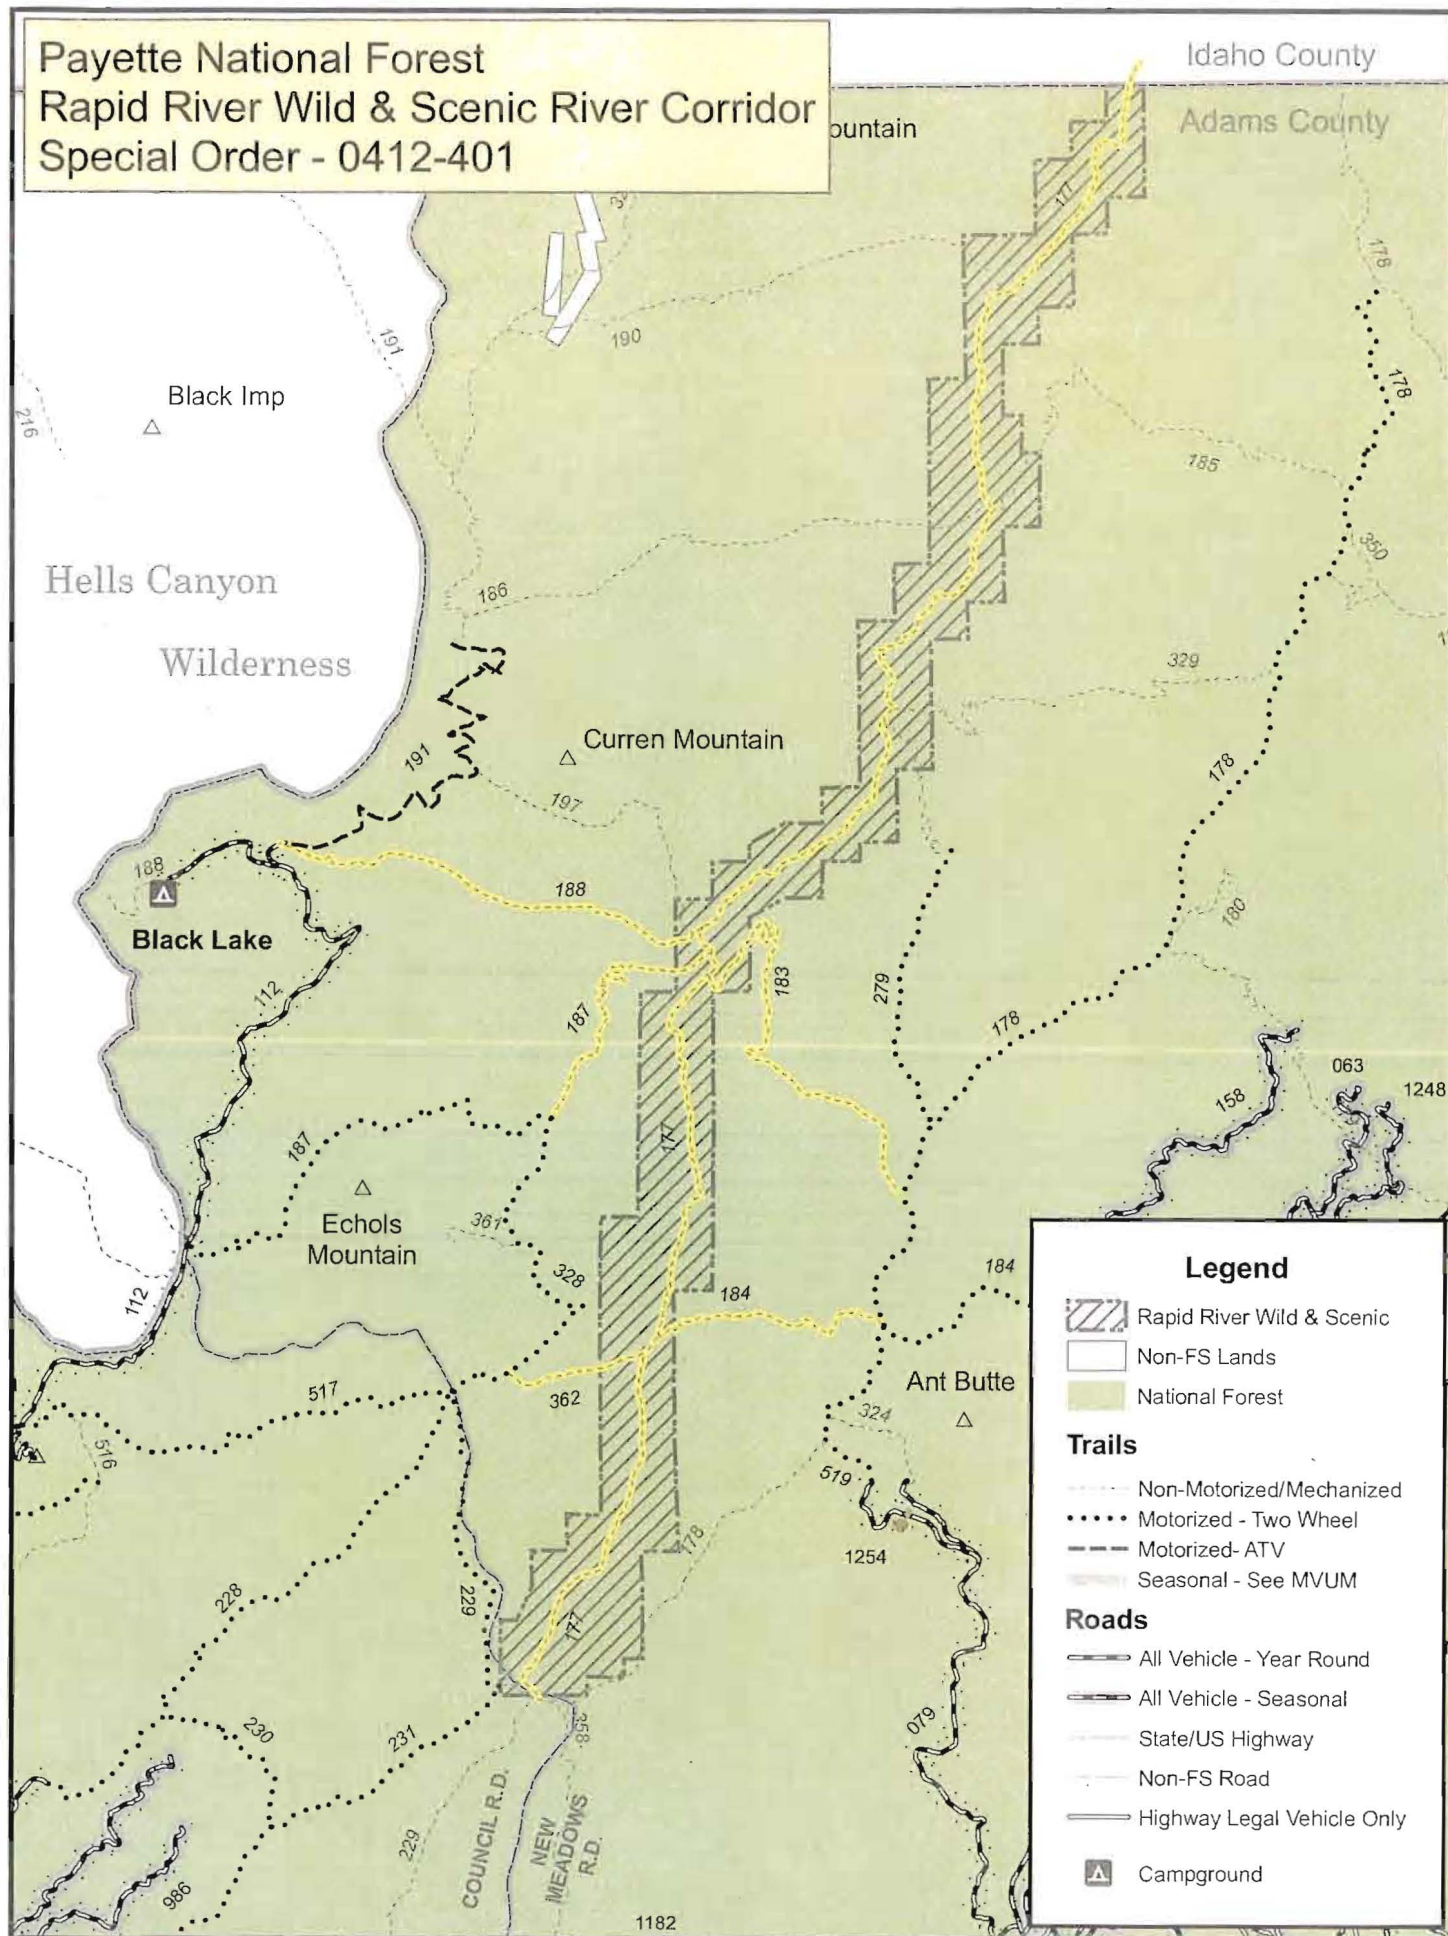 Payette National Forest
Rapid River Wild & Scenic River Corridor
Special Order - 0412-401
Idaho County
Adams County
ountain
177
178
191
190
178
Black Imp
216
185
350
Hells Canyon
186
Wilderness
329
191
Curren Mountain
178
197
188
188
180
Black Lake
183
279
112
187
178
063
158
1248
177
187
361
Echols
Mountain
328
184
184
112
Legend
Rapid River Wild & Scenic
Non-FS Lands
National Forest
Trails
Non-Motorized/Mechanized
Motorized - Two Wheel
Motorized- ATV
Seasonal - See MVUM
Roads
All Vehicle - Year Round
All Vehicle - Seasonal
State/US Highway
Non-FS Road
Highway Legal Vehicle Only
Campground
517
362
Ant Butte
324
516
519
178
1254
228
229
177
079
230
231
258
COUNCIL R.D.
NEW
MEADOWS
R.D.
229
986
1182